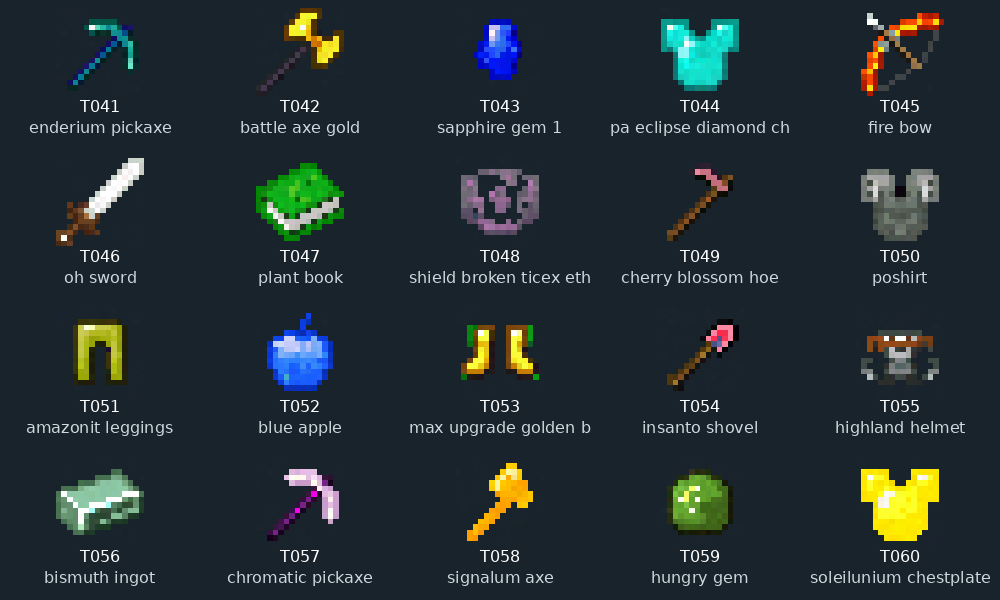 T041 T042 T043 T044 T045
enderium pickaxe battle axe gold sapphire gem 1 pa eclipse diamond ch fire bow
T046 T047 T048 T049 T050
oh sword plant book shield broken ticex eth cherry blossom hoe poshirt
T051 T052 T053 T054 T055
amazonit leggings blue apple max upgrade golden b insanto shovel highland helmet
T056 T057 T058 T059 T060
bismuth ingot chromatic pickaxe signalum axe hungry gem soleilunium chestplate